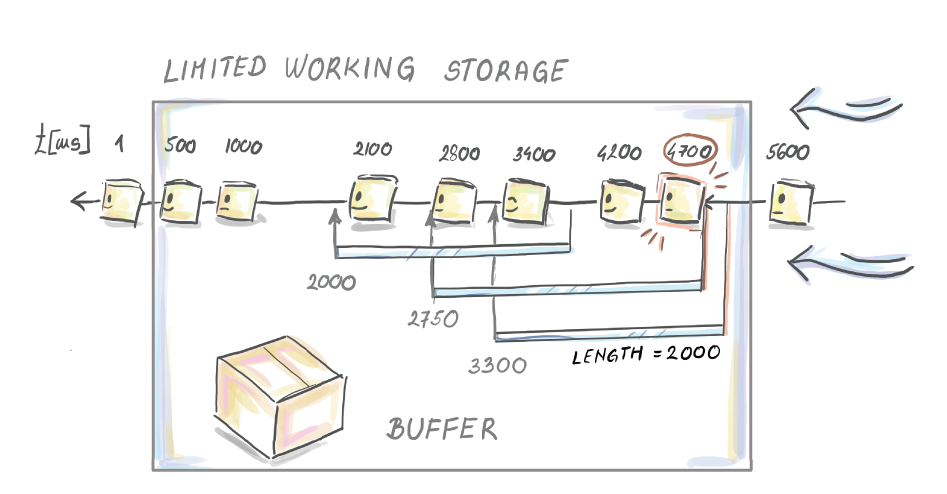 LIMITED WORKING STORAGE
t[ms] 1 500 1000 2100 2800 3400 4200 4700 5600
2000
2750
3300
LENGTH = 2000
BUFFER